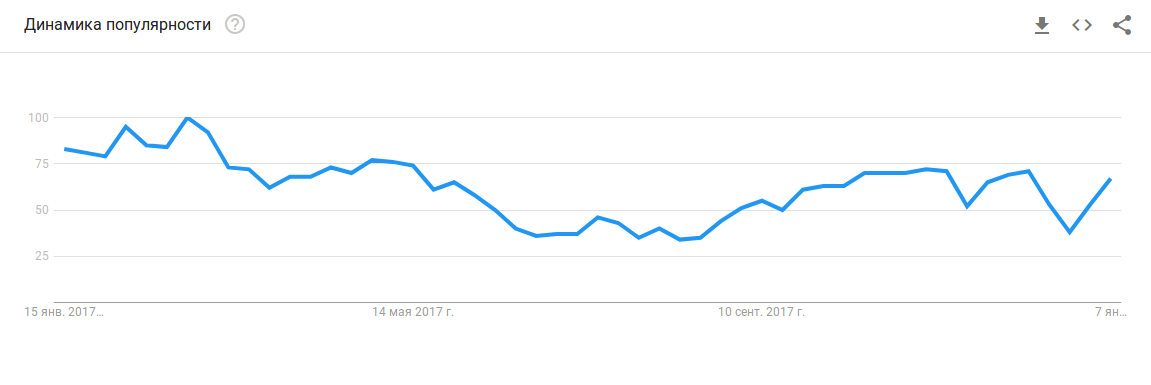 Динамика популярности ?
100
75
50
25
15 янв. 2017...
14 мая 2017 г.
10 сент. 2017 г.
7 ян...